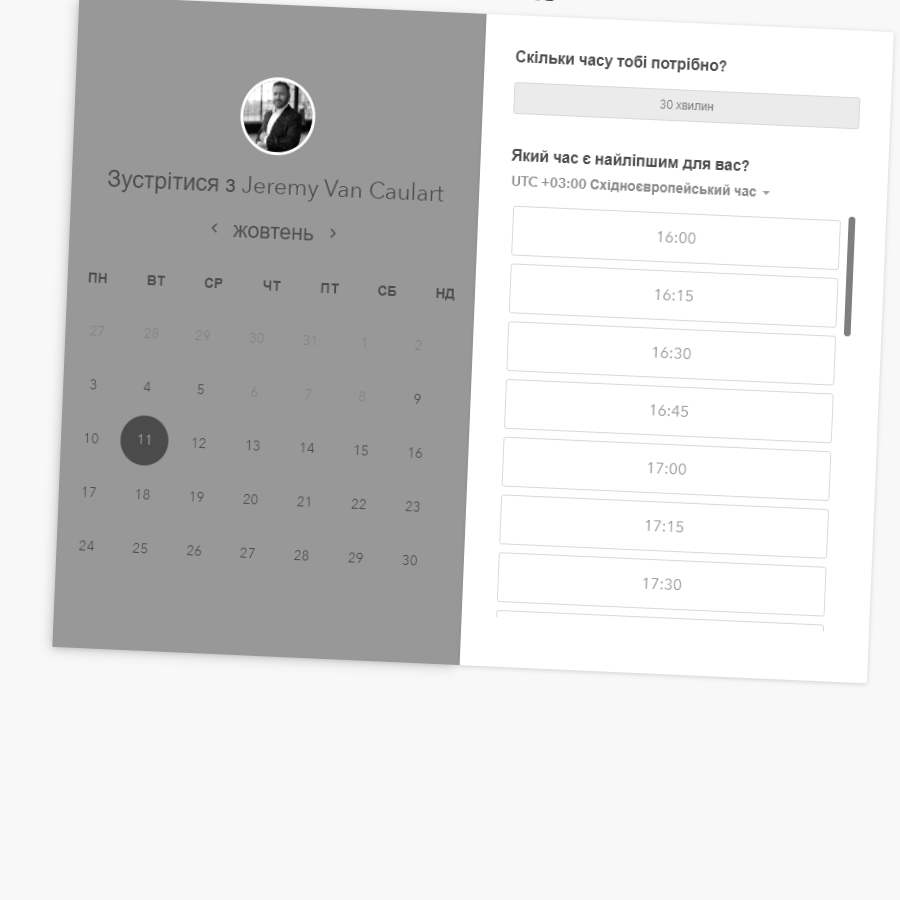 Зустрітися з Jeremy Van Caulart
жовтень
ПН ВТ СР ЧТ ПТ СБ НД
27 28 29 30 31 1 2
3 4 5 6 7 8 9
10 11 12 13 14 15 16
17 18 19 20 21 22 23
24 25 26 27 28 29 30
Скільки часу тобі потрібно?
30 хвилин
Який час є найліпшим для вас?
UTC +03:00 Східноєвропейський час
16:00
16:15
16:30
16:45
17:00
17:15
17:30